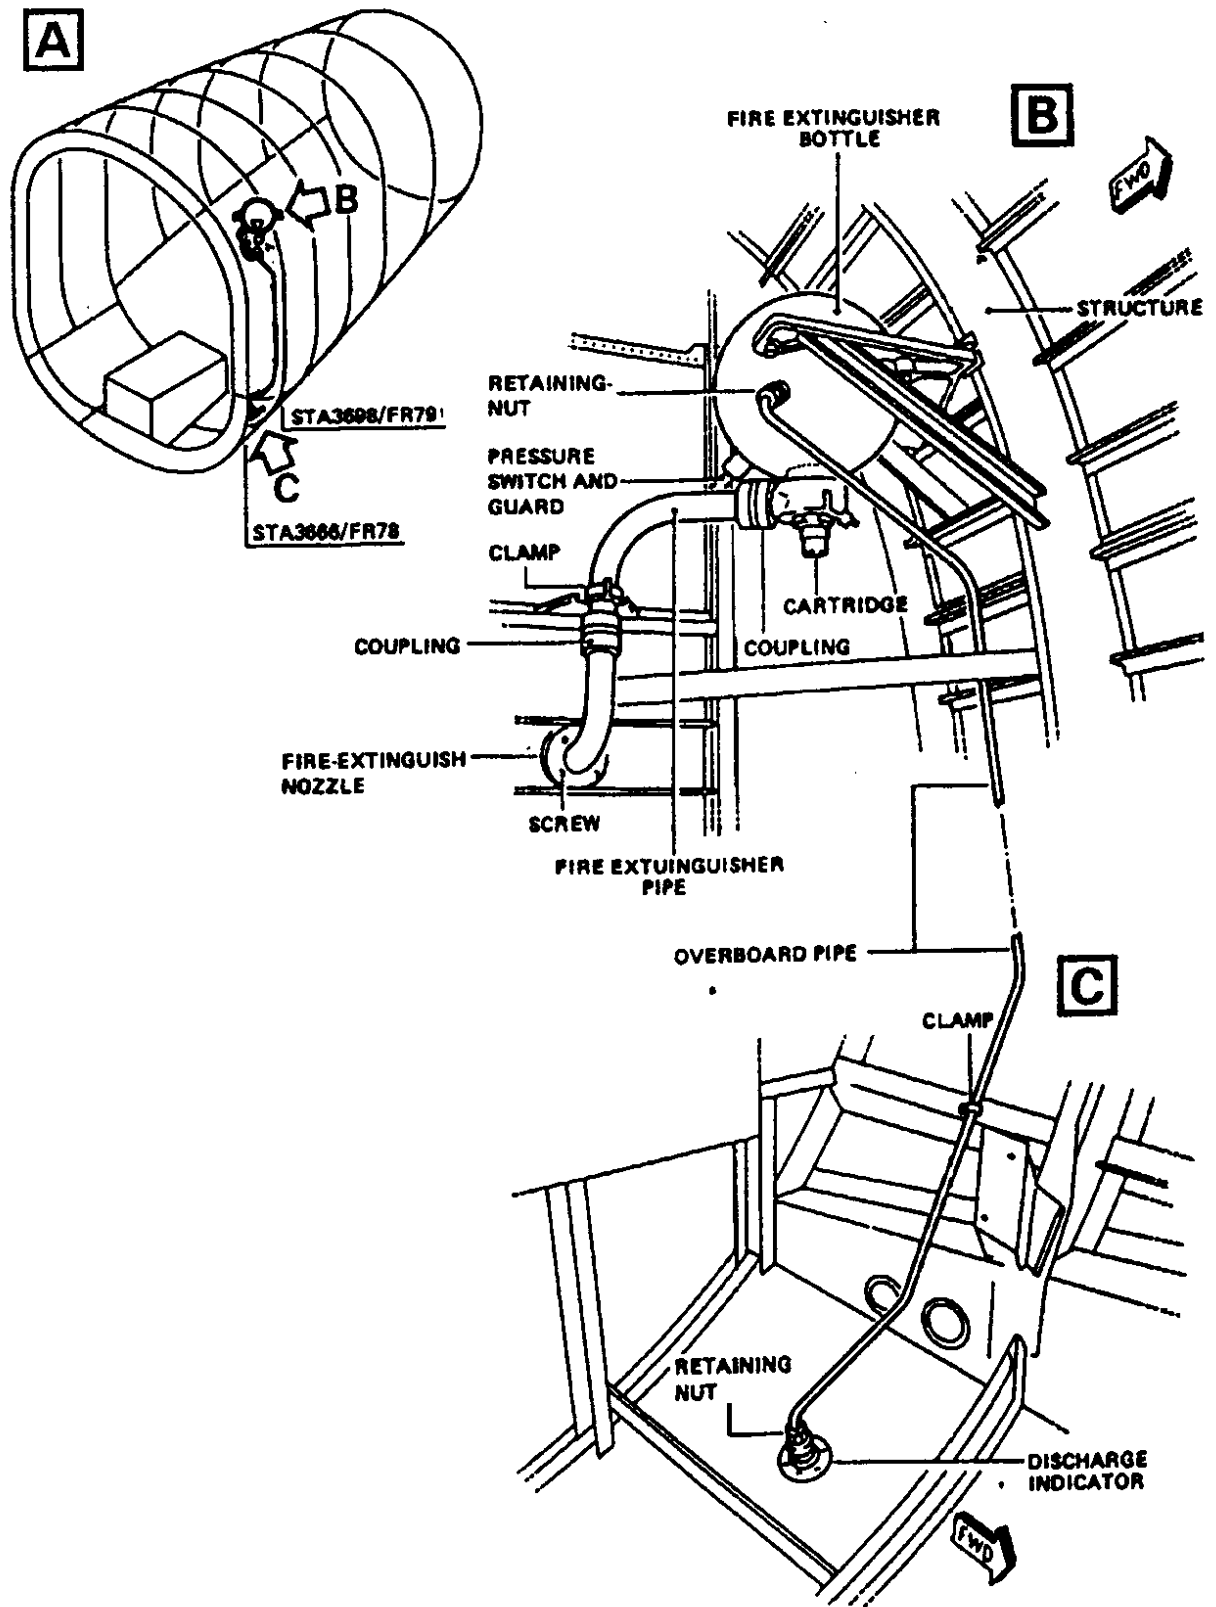 A
B
STA3698/FR79
C
STA3666/FR78
B
FIRE EXTINGUISHER
BOTTLE
FWD
STRUCTURE
RETAINING-
NUT
PRESSURE
SWITCH AND
GUARD
CLAMP
CARTRIDGE
COUPLING
COUPLING
FIRE-EXTINGUISH
NOZZLE
SCREW
FIRE EXTUINGUISHER
PIPE
OVERBOARD PIPE
C
CLAMP
RETAINING
NUT
DISCHARGE
INDICATOR
FWD